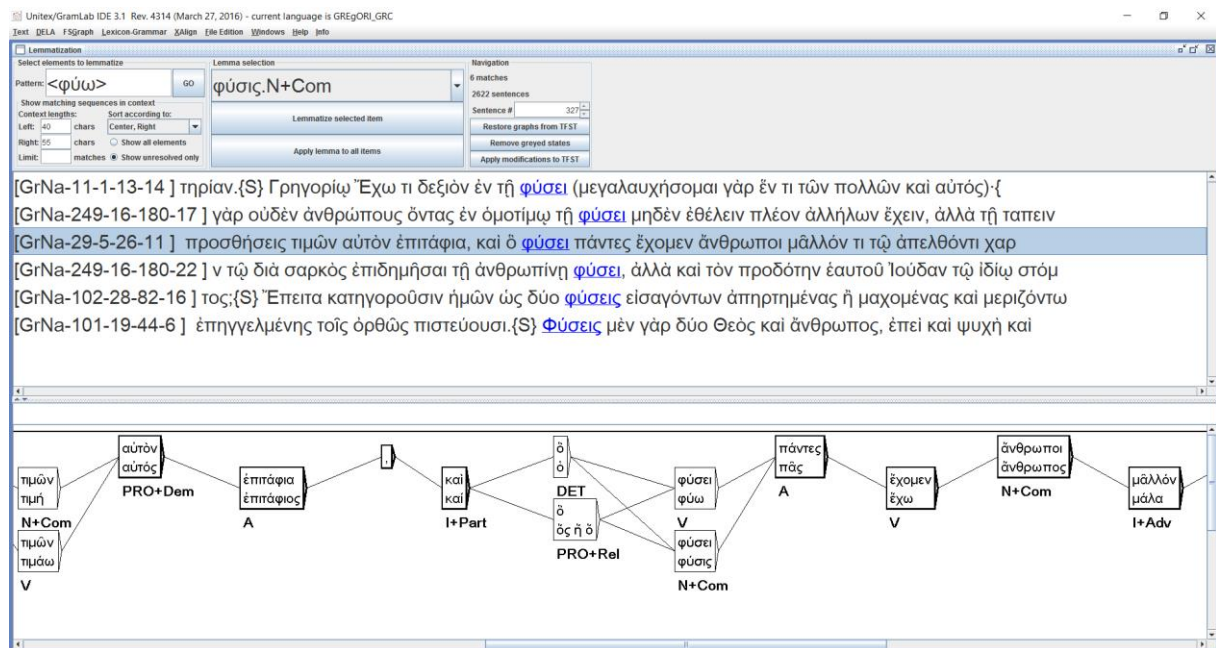 Unitex/GramLab IDE 3.1 Rev. 4314 (March 27, 2016) - current language is GREgORI_GRC
Text DELA FSGraph Lexicon-Grammar XAlign File Edition Windows Help Info
Lemmatization
Select elements to lemmatize
Pattern: <φύω> GO
Show matching sequences in context
Context lengths: Sort according to:
Left: 40 chars Center, Right
Right: 55 chars Show all elements
Limit: matches Show unresolved only
Lemma selection
φύσις.N+Com
Lemmatize selected item
Apply lemma to all items
Navigation
6 matches
2622 sentences
Sentence # 327
Restore graphs from TFST
Remove greyed states
Apply modifications to TFST
[GrNa-11-1-13-14 ] τηρίαν.{S} Γρηγορίῳ Ἔχω τι δεξιὸν ἐν τῇ φύσει (μεγαλαυχήσομαι γὰρ ἕν τι τῶν πολλῶν καὶ αὐτός)·{
[GrNa-249-16-180-17 ] γὰρ οὐδὲν ἀνθρώπους ὄντας ἐν ὁμοτίμῳ τῇ φύσει μηδὲν ἐθέλειν πλέον ἀλλήλων ἔχειν, ἀλλὰ τῇ ταπειν
[GrNa-29-5-26-11 ] προσθήσεις τιμῶν αὐτὸν ἐπιτάφια, καὶ ὃ φύσει πάντες ἔχομεν ἄνθρωποι μᾶλλόν τι τῷ ἀπελθόντι χαρ
[GrNa-249-16-180-22 ] ν τῷ διὰ σαρκὸς ἐπιδημῆσαι τῇ ἀνθρωπίνῃ φύσει, ἀλλὰ καὶ τὸν προδότην ἑαυτοῦ Ἰούδαν τῷ ἰδίῳ στόμ
[GrNa-102-28-82-16 ] τος;{S} Ἔπειτα κατηγοροῦσιν ἡμῶν ὡς δύο φύσεις εἰσαγόντων ἀπηρτημένας ἢ μαχομένας καὶ μεριζόντω
[GrNa-101-19-44-6 ] ἐπηγγελμένης τοῖς ὀρθῶς πιστεύουσι.{S} Φύσεις μὲν γὰρ δύο Θεὸς καὶ ἄνθρωπος, ἐπεὶ καὶ ψυχὴ καὶ
τιμῶν
τιμή
N+Com
τιμῶν
τιμάω
V
αὐτὸν
αὐτός
PRO+Dem
ἐπιτάφια
ἐπιτάφιος
A
,
καὶ
καί
I+Part
ὃ
ὁ
DET
ὃ
ὅς ἥ ὅ
PRO+Rel
φύσει
φύω
V
φύσει
φύσις
N+Com
πάντες
πᾶς
A
ἔχομεν
ἔχω
V
ἄνθρωποι
ἄνθρωπος
N+Com
μᾶλλόν
μάλα
I+Adv